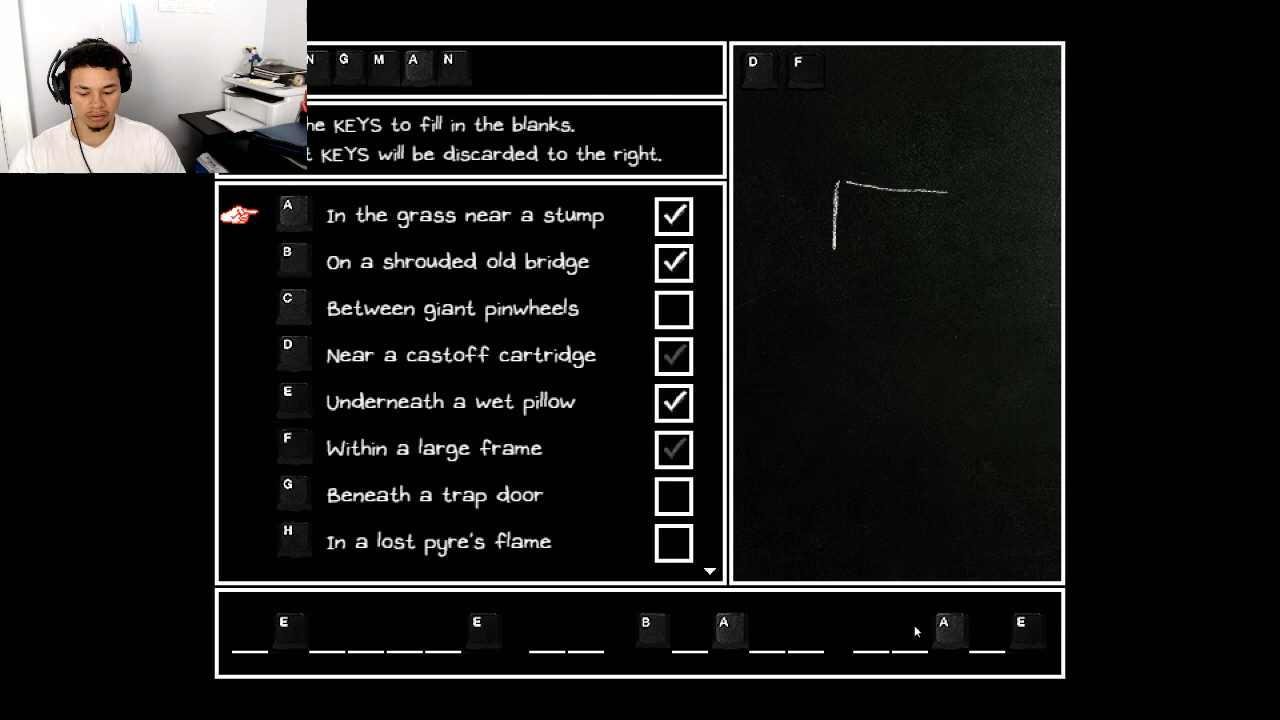 N G M A N
D F
he KEYS to fill in the blanks.
t KEYS will be discarded to the right.
A In the grass near a stump
B On a shrouded old bridge
C Between giant pinwheels
D Near a castoff cartridge
E Underneath a wet pillow
F Within a large frame
G Beneath a trap door
H In a lost pyre's flame
E E B A A E